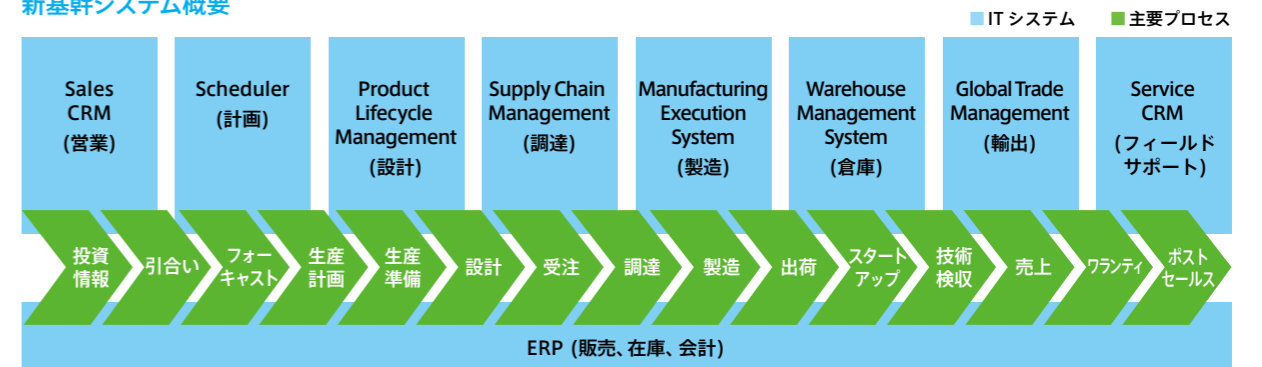 新基幹システム概要
IT システム
主要プロセス
Sales
CRM
(営業)
Scheduler
(計画)
Product
Lifecycle
Management
(設計)
Supply Chain
Management
(調達)
Manufacturing
Execution
System
(製造)
Warehouse
Management
System
(倉庫)
Global Trade
Management
(輸出)
Service
CRM
(フィールド
サポート)
投資
情報
引合い
フォー
キャスト
生産
計画
生産
準備
設計
受注
調達
製造
出荷
スタート
アップ
技術
検収
売上
ワランティ
ポスト
セールス
ERP (販売、在庫、会計)